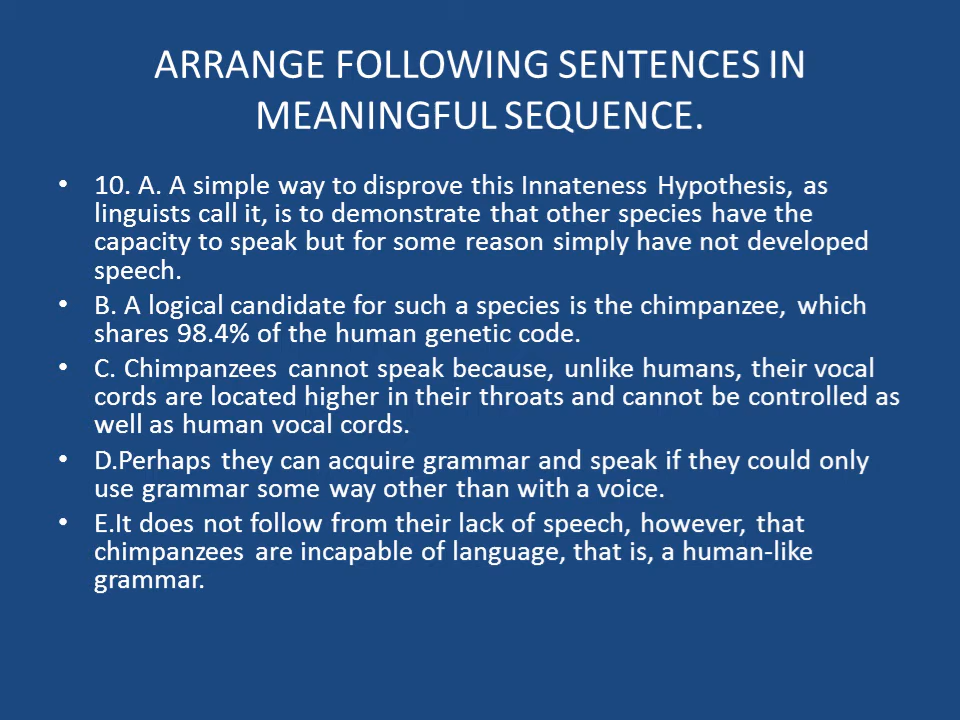 ARRANGE FOLLOWING SENTENCES IN
MEANINGFUL SEQUENCE.
• 10. A. A simple way to disprove this Innateness Hypothesis, as
linguists call it, is to demonstrate that other species have the
capacity to speak but for some reason simply have not developed
speech.
• B. A logical candidate for such a species is the chimpanzee, which
shares 98.4% of the human genetic code.
• C. Chimpanzees cannot speak because, unlike humans, their vocal
cords are located higher in their throats and cannot be controlled as
well as human vocal cords.
• D.Perhaps they can acquire grammar and speak if they could only
use grammar some way other than with a voice.
• E.It does not follow from their lack of speech, however, that
chimpanzees are incapable of language, that is, a human-like
grammar.